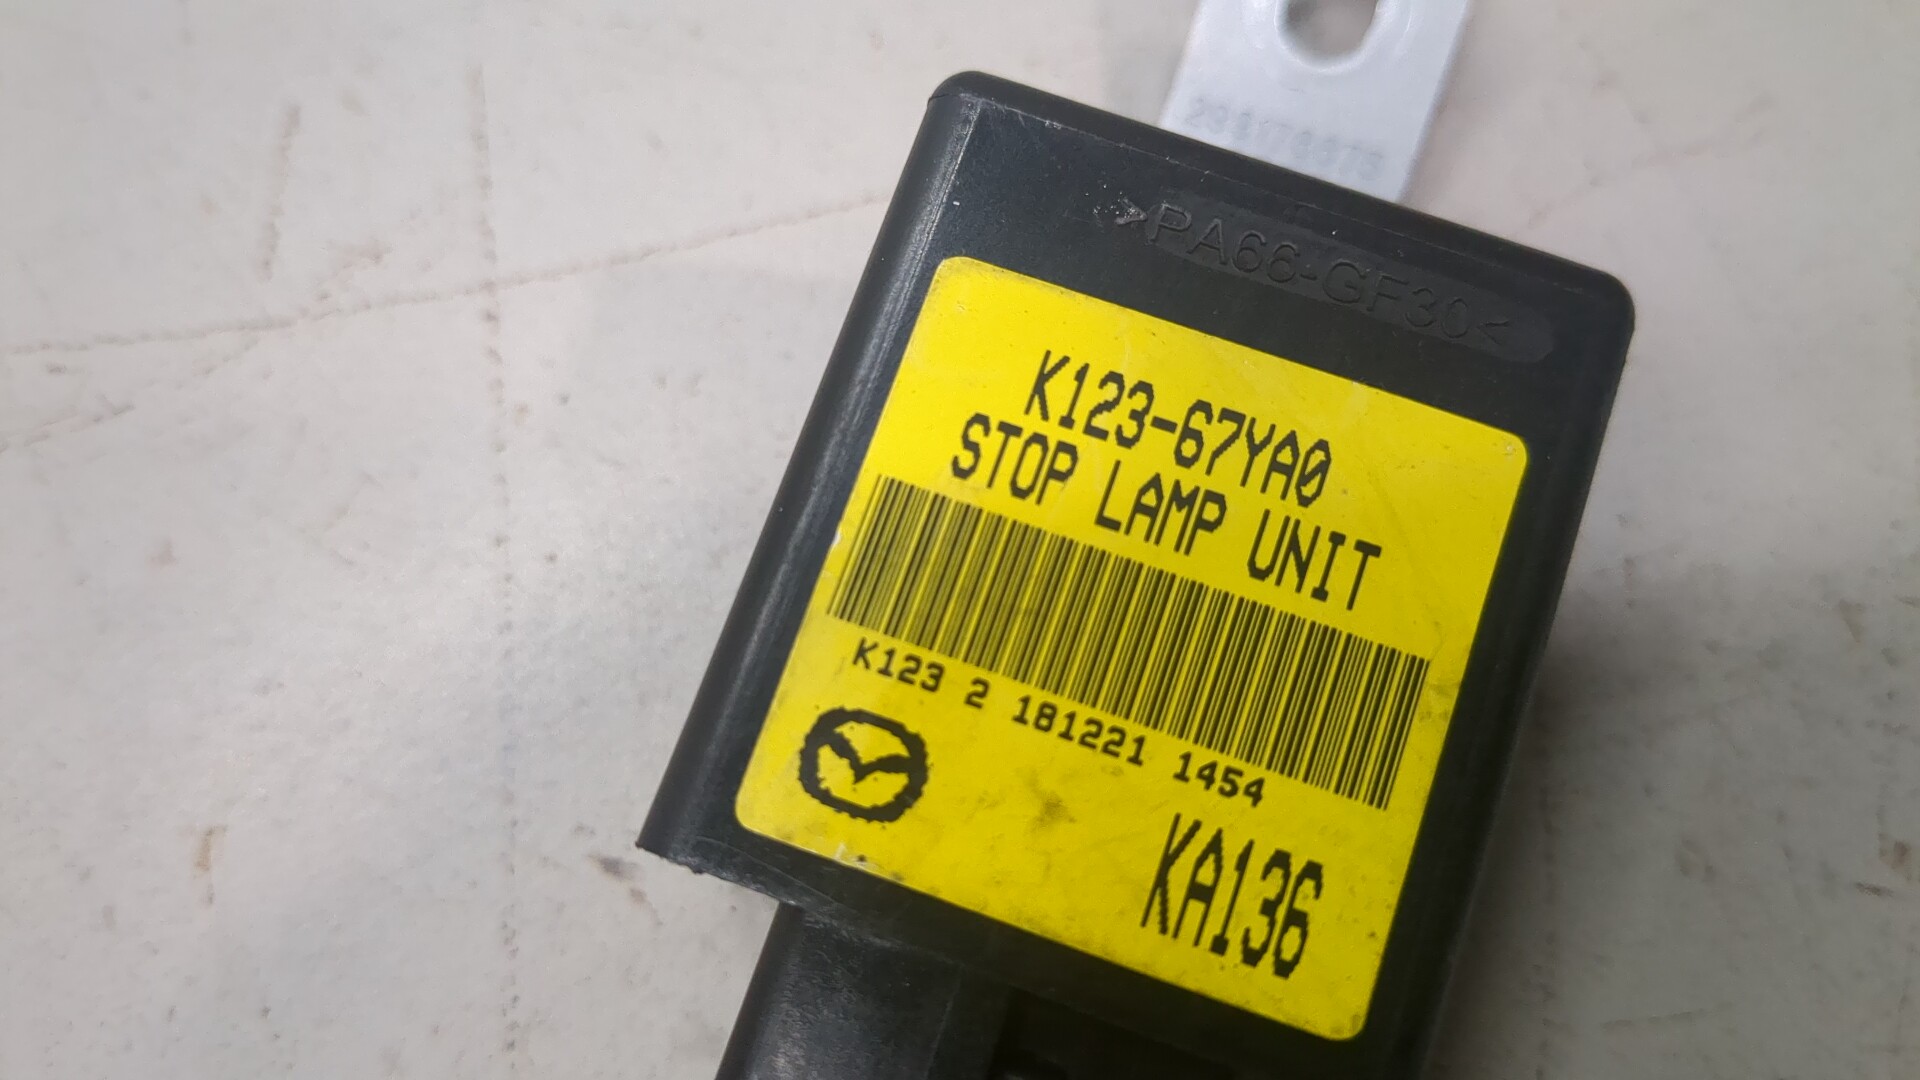 >PA66-GF30<
K123-67YA0
STOP LAMP UNIT
K123 2 181221 1454
KA136